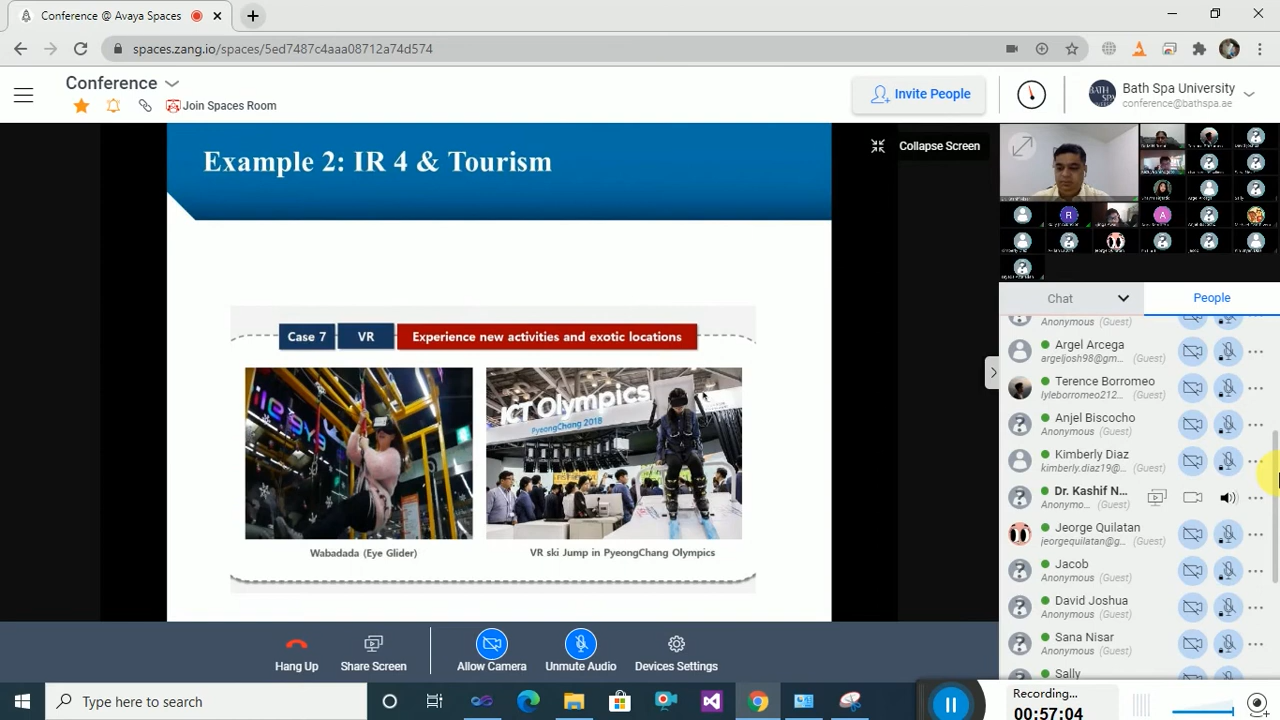 Conference @ Avaya Spaces
spaces.zang.io/spaces/5ed7487c4aaa08712a74d574
Conference
Join Spaces Room
Invite People
Bath Spa University
conference@bathspa.ae
Example 2: IR 4 & Tourism
Collapse Screen
Case 7
VR
Experience new activities and exotic locations
ICT Olympics
PyeongChang 2018
Wabadada (Eye Glider)
VR ski Jump in PyeongChang Olympics
R
A
Chat
People
Anonymous (Guest)
Argel Arcega
argeljosh98@gm... (Guest)
Terence Borromeo
lyleborromeo212... (Guest)
Anjel Biscocho
Anonymous (Guest)
Kimberly Diaz
kimberly.diaz19@... (Guest)
Dr. Kashif N...
Anonymo... (Guest)
Jeorge Quilatan
jeorgequilatan@g... (Guest)
Jacob
Anonymous (Guest)
David Joshua
Anonymous (Guest)
Sana Nisar
Anonymous (Guest)
Sally
Hang Up
Share Screen
Allow Camera
Unmute Audio
Devices Settings
Type here to search
Recording...
00:57:04